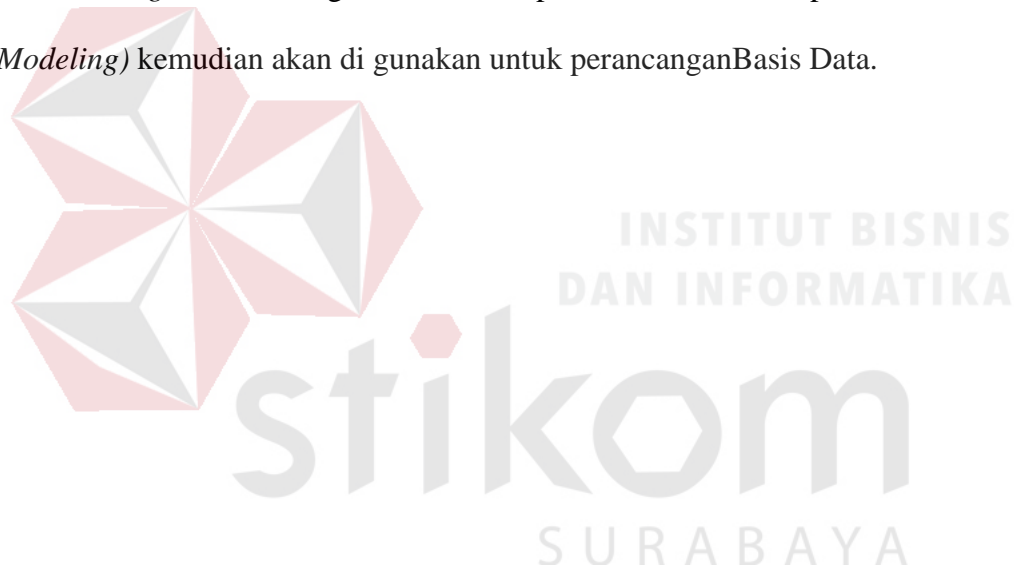 Modeling) kemudian akan di gunakan untuk perancanganBasis Data.
INSTITUT BISNIS
DAN INFORMATIKA
stikom
SURABAYA